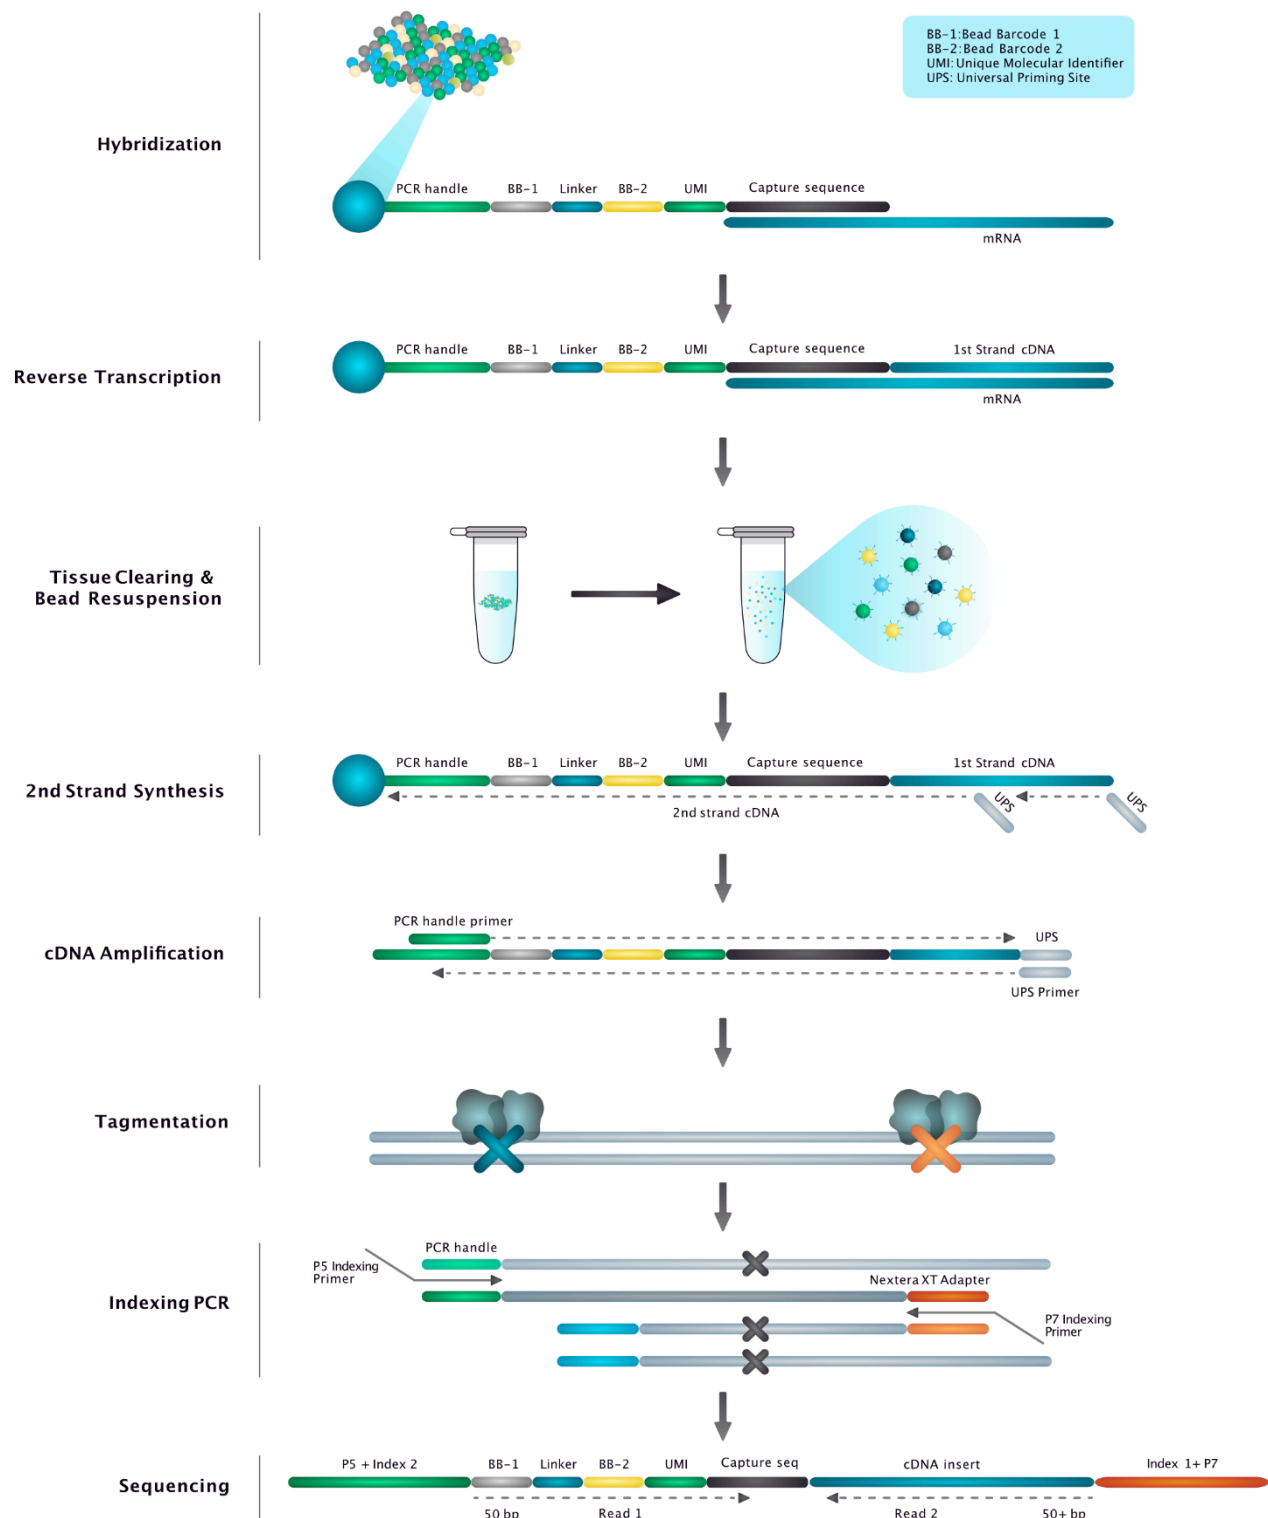 BB-1:Bead Barcode 1
BB-2:Bead Barcode 2
UMI:Unique Molecular Identifier
UPS: Universal Priming Site
Hybridization
PCR handle BB-1 Linker BB-2 UMI Capture sequence
mRNA
Reverse Transcription
PCR handle BB-1 Linker BB-2 UMI Capture sequence 1st Strand cDNA
mRNA
Tissue Clearing &
Bead Resuspension
2nd Strand Synthesis
PCR handle BB-1 Linker BB-2 UMI Capture sequence 1st Strand cDNA
UPS UPS
2nd strand cDNA
cDNA Amplification
PCR handle primer
UPS
UPS Primer
Tagmentation
Indexing PCR
PCR handle
P5 Indexing
Primer
Nextera XT Adapter
P7 Indexing
Primer
Sequencing
P5 + Index 2 BB-1 Linker BB-2 UMI Capture seq cDNA insert Index 1+ P7
50 bp Read 1 Read 2 50+ bp